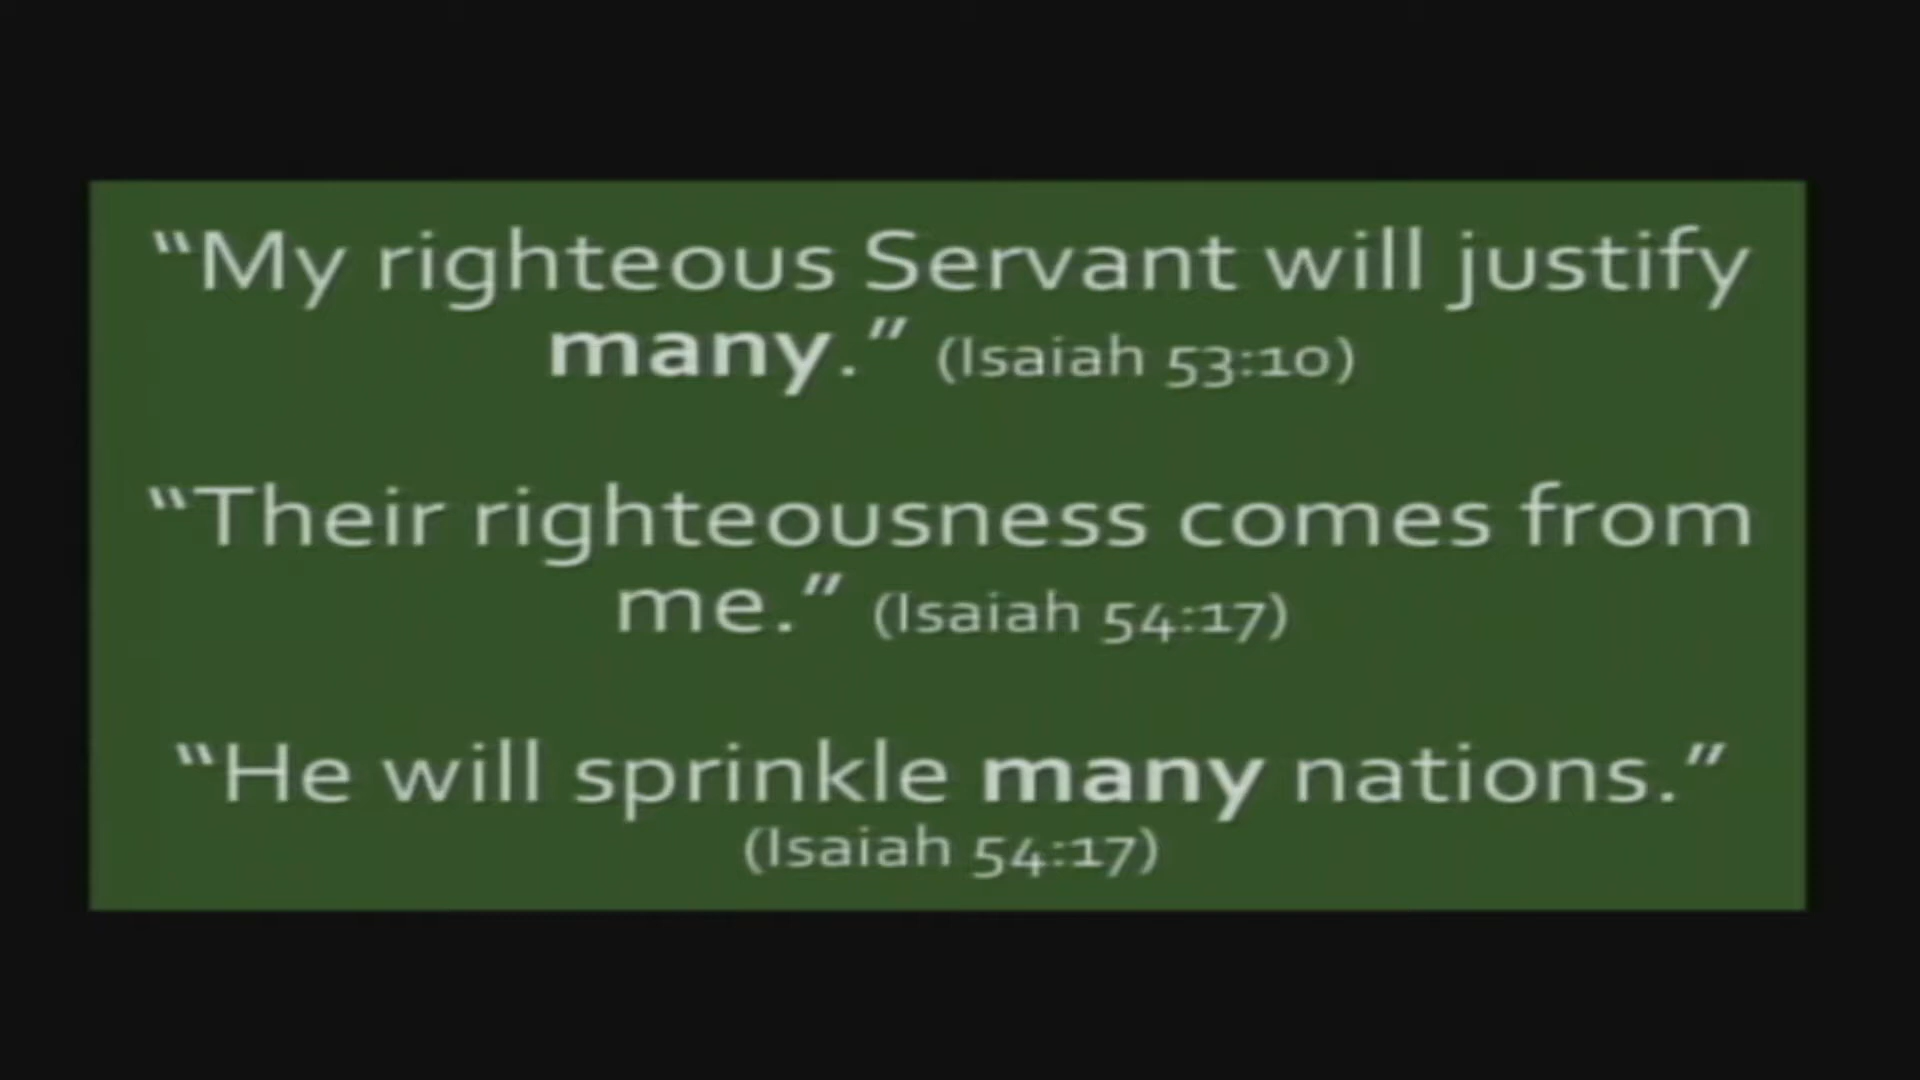 “My righteous Servant will justify
many.” (Isaiah 53:10)
“Their righteousness comes from
me.” (Isaiah 54:17)
“He will sprinkle many nations.”
(Isaiah 54:17)